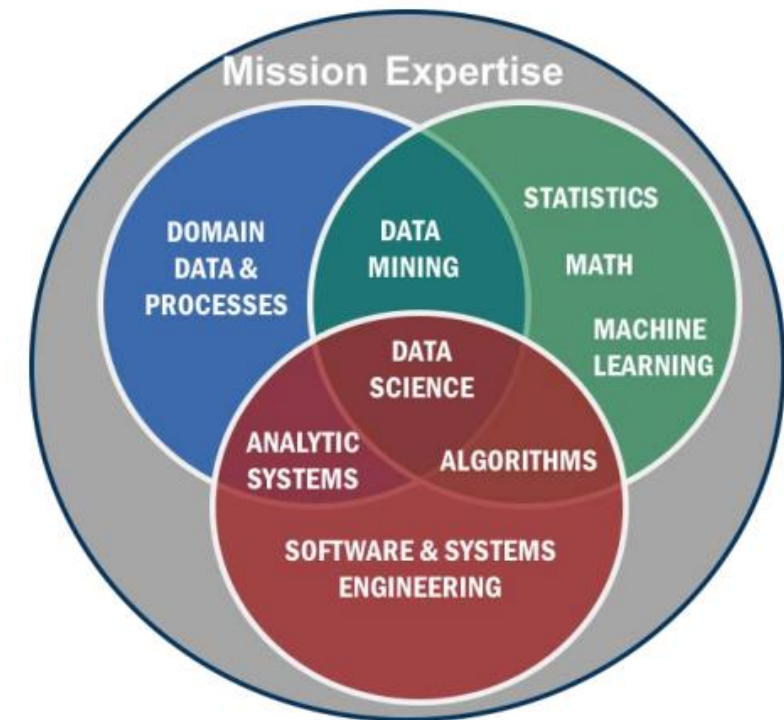 Mission Expertise
DOMAIN
DATA &
PROCESSES
DATA
MINING
STATISTICS
MATH
MACHINE
LEARNING
DATA
SCIENCE
ANALYTIC
SYSTEMS
ALGORITHMS
SOFTWARE & SYSTEMS
ENGINEERING